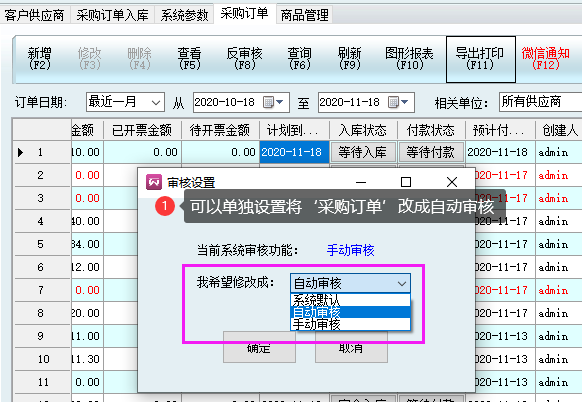 客户供应商 采购订单入库 系统参数 采购订单 商品管理
新增 修改 删除 查看 反审核 查询 刷新 图形报表 导出打印 微信通知
(F2) (F3) (F4) (F5) (F8) (F6) (F9) (F10) (F11) (F12)
订单日期: 最近一月 从 2020-10-18 至 2020-11-18 相关单位: 所有供应商
金额 已开票金额 待开票金额 计划到... 入库状态 付款状态 预计付... 创建人
1 10.00 0.00 0.00 2020-11-18 等待入库 等待付款 2020-11-18 admin
2 0.00 2020-11-17 admin
3 0.00 2020-11-18 admin
4 40.00 2020-11-18 admin
5 34.00 2020-11-18 admin
6 12.00 2020-11-18 admin
7 0.00 2020-11-18 admin
8 20.00 2020-11-18 admin
9 11.00 2020-11-13 admin
10 11.30 2020-11-13 admin
11 0.00 2020-11-13 admin
审核设置
1 可以单独设置将‘采购订单’改成自动审核
当前系统审核功能: 手动审核
我希望修改成: 自动审核
系统默认
自动审核
手动审核
确定 取消